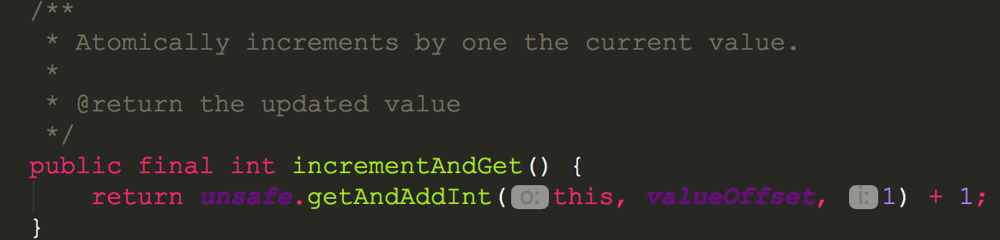 /**
 * Atomically increments by one the current value.
 *
 * @return the updated value
 */
public final int incrementAndGet() {
    return unsafe.getAndAddInt( o: this, valueOffset, i: 1) + 1;
}